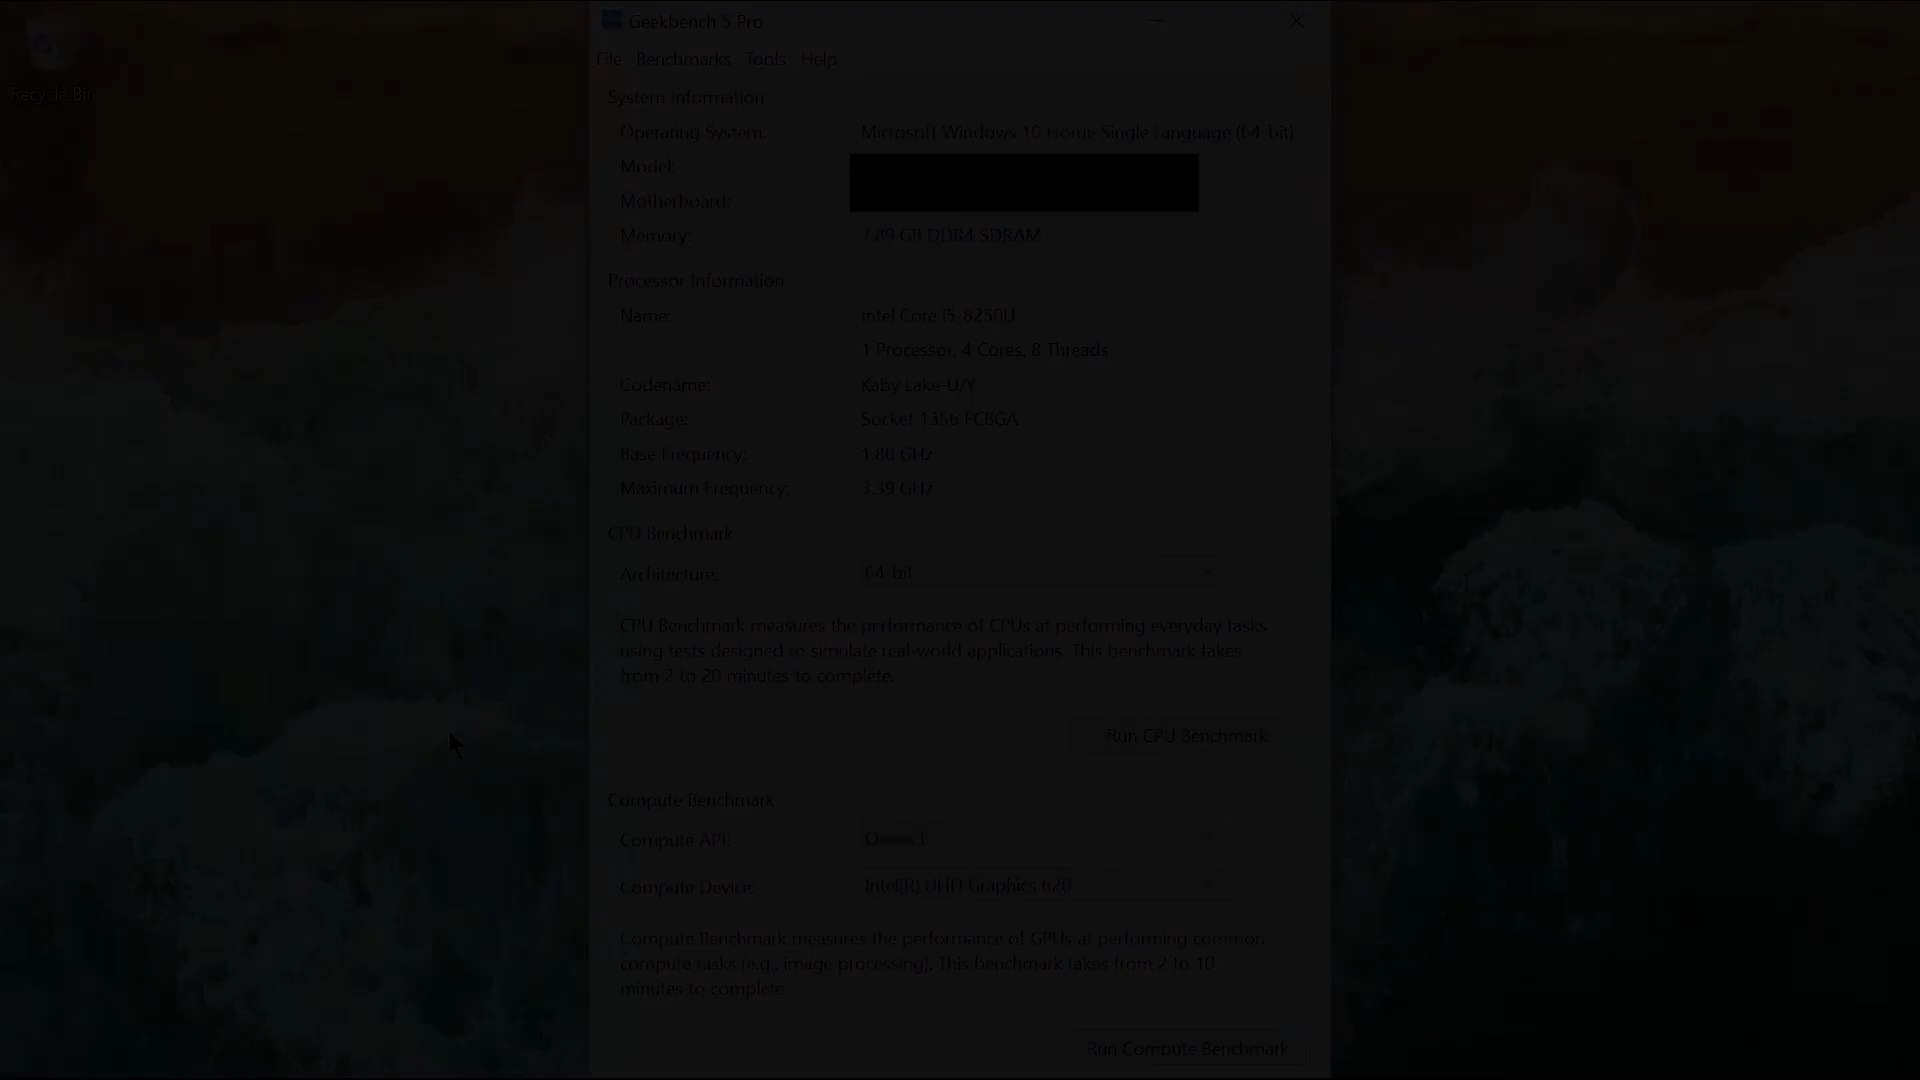 Geekbench 5 Pro
File Benchmarks Tools Help
Recycle Bin
System Information
Operating System: Microsoft Windows 10 Home Single Language (64-bit)
Model:
Motherboard:
Memory: 7.89 GB DDR4 SDRAM
Processor Information
Name: Intel Core i5-8250U
1 Processor, 4 Cores, 8 Threads
Codename: Kaby Lake-U/Y
Package: Socket 1356 FCBGA
Base Frequency: 1.80 GHz
Maximum Frequency: 3.39 GHz
CPU Benchmark
Architecture: 64-bit
CPU Benchmark measures the performance of CPUs at performing everyday tasks
using tests designed to simulate real-world applications. This benchmark takes
from 2 to 20 minutes to complete.
Run CPU Benchmark
Compute Benchmark
Compute API:
Compute Device: Intel(R) UHD Graphics 620
Compute Benchmark measures the performance of GPUs at performing common
compute tasks (e.g., image processing). This benchmark takes from 2 to 10
minutes to complete.
Run Compute Benchmark